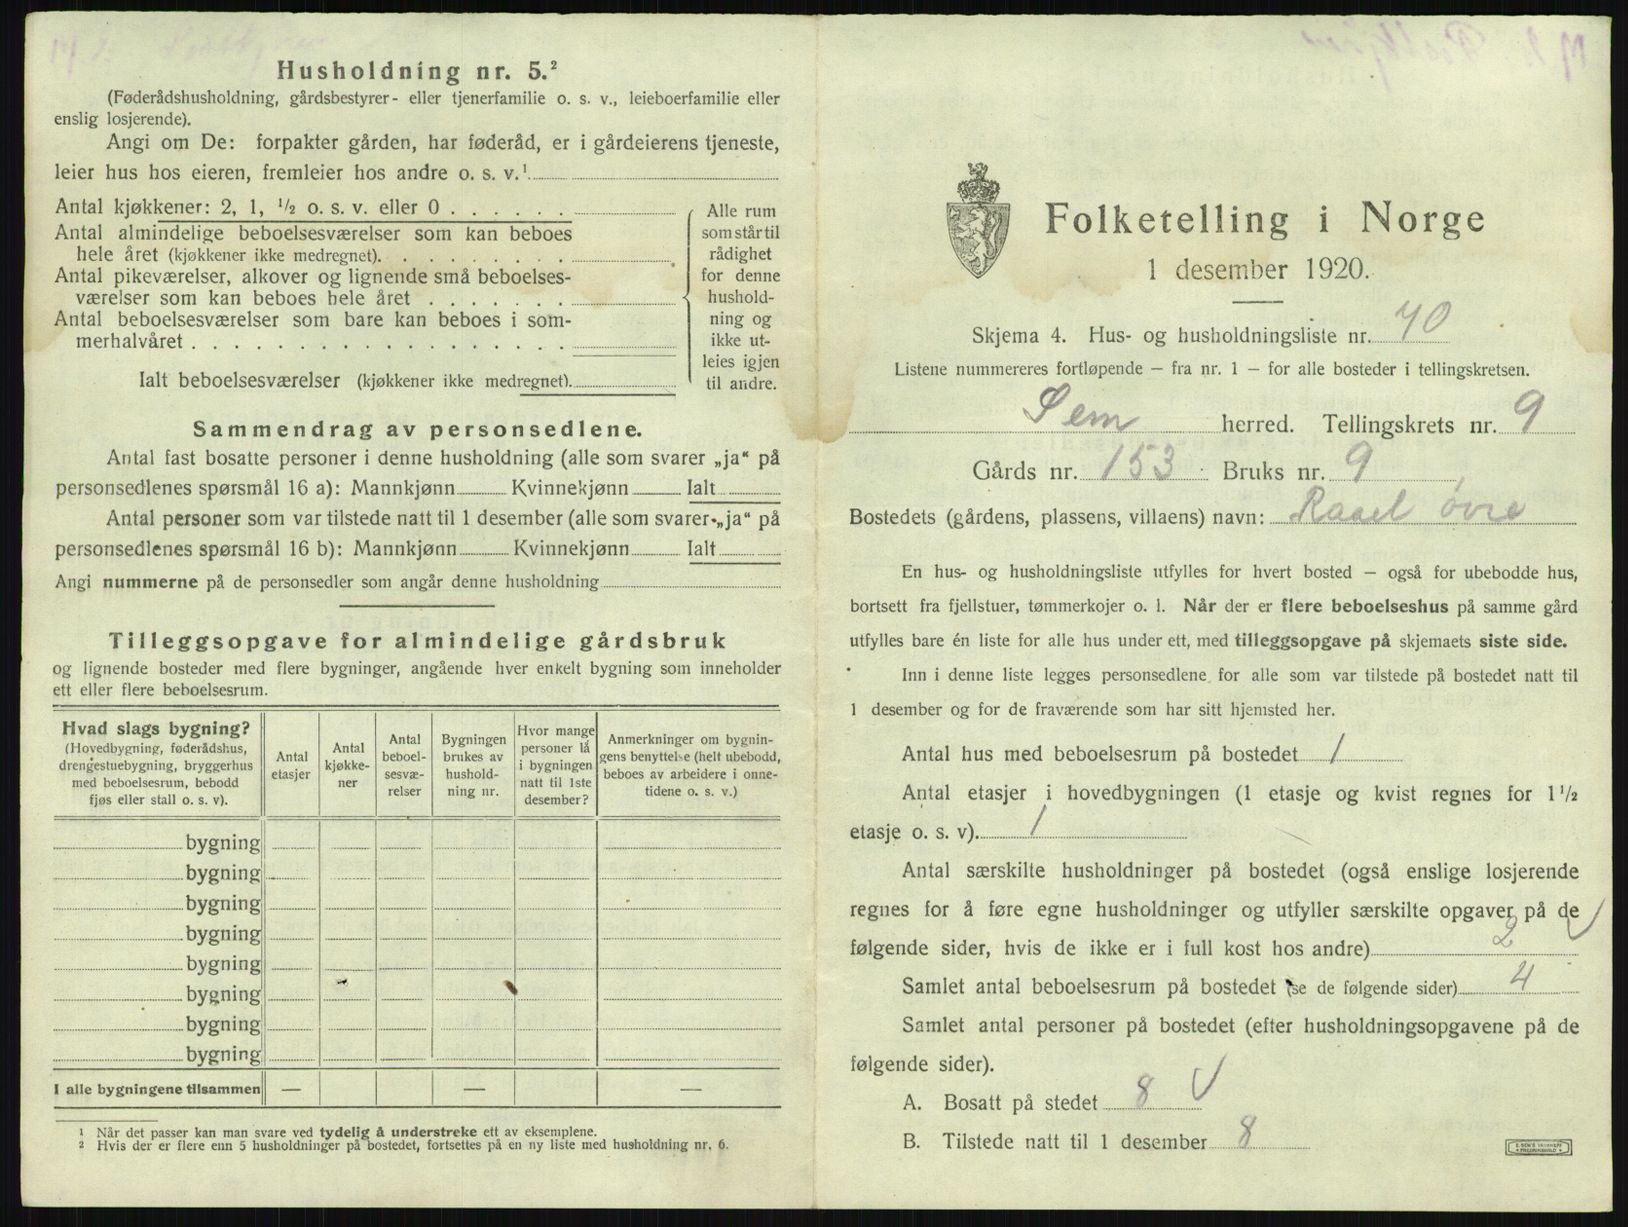 Husholdning nr. 5.²
(Føderådshusholdning, gårdsbestyrer- eller tjenerfamilie o. s. v., leieboerfamilie eller
enslig losjerende).
Angi om De: forpakter gården, har føderåd, er i gårdeierens tjeneste,
leier hus hos eieren, fremleier hos andre o. s. v.¹
Antal kjøkkener: 2, 1, ½ o. s. v. eller 0 . . . . . .
Antal almindelige beboelsesværelser som kan beboes
hele året (kjøkkener ikke medregnet). . . . . . . . .
Antal pikeværelser, alkover og lignende små beboelses-
værelser som kan beboes hele året . . . . . . .
Antal beboelsesværelser som bare kan beboes i som-
merhalvåret . . . . . . . . . . . . . . . .
Ialt beboelsesværelser (kjøkkener ikke medregnet).
Alle rum
som står til
rådighet
for denne
hushold-
ning og
ikke ut-
leies igjen
til andre.
Sammendrag av personsedlene.
Antal fast bosatte personer i denne husholdning (alle som svarer „ja“ på
personsedlenes spørsmål 16 a): Mannkjønn Kvinnekjønn Ialt
Antal personer som var tilstede natt til 1 desember (alle som svarer „ja“ på
personsedlenes spørsmål 16 b): Mannkjønn Kvinnekjønn Ialt
Angi nummerne på de personsedler som angår denne husholdning
Tilleggsopgave for almindelige gårdsbruk
og lignende bosteder med flere bygninger, angående hver enkelt bygning som inneholder
ett eller flere beboelsesrum.
Hvad slags bygning?
(Hovedbygning, føderådshus,
drengestuebygning, bryggerhus
med beboelsesrum, bebodd
fjøs eller stall o. s. v).
Antal
etasjer
Antal
kjøkke-
ner
Antal
beboel-
sesvæ-
relser
Bygningen
brukes av
hushold-
ning nr.
Hvor mange
personer lå
i bygningen
natt til 1ste
desember?
Anmerkninger om bygnin-
gens benyttelse (helt ubebodd,
beboes av arbeidere i onne-
tidene o. s. v.)
bygning
bygning
bygning
bygning
bygning
bygning
bygning
bygning
I alle bygningene tilsammen — — —
1 Når det passer kan man svare ved tydelig å understreke ett av eksemplene.
2 Hvis der er flere enn 5 husholdninger på bostedet, fortsettes på en ny liste med husholdning nr. 6.
Folketelling i Norge
1 desember 1920.
Skjema 4. Hus- og husholdningsliste nr. 40
Listene nummereres fortløpende — fra nr. 1 — for alle bosteder i tellingskretsen.
Sem herred. Tellingskrets nr. 9
Gårds nr. 153 Bruks nr. 9
Bostedets (gårdens, plassens, villaens) navn: Raael øvre
En hus- og husholdningsliste utfylles for hvert bosted — også for ubebodde hus,
bortsett fra fjellstuer, tømmerkojer o. l. Når der er flere beboelseshus på samme gård
utfylles bare én liste for alle hus under ett, med tilleggsopgave på skjemaets siste side.
Inn i denne liste legges personsedlene for alle som var tilstede på bostedet natt til
1 desember og for de fraværende som har sitt hjemsted her.
Antal hus med beboelsesrum på bostedet 1
Antal etasjer i hovedbygningen (1 etasje og kvist regnes for 1½
etasje o. s. v). 1
Antal særskilte husholdninger på bostedet (også enslige losjerende
regnes for å føre egne husholdninger og utfyller særskilte opgaver på de
følgende sider, hvis de ikke er i full kost hos andre) 2
Samlet antal beboelsesrum på bostedet (se de følgende sider) 4
Samlet antal personer på bostedet (efter husholdningsopgavene på de
følgende sider).
A. Bosatt på stedet 8
B. Tilstede natt til 1 desember 8